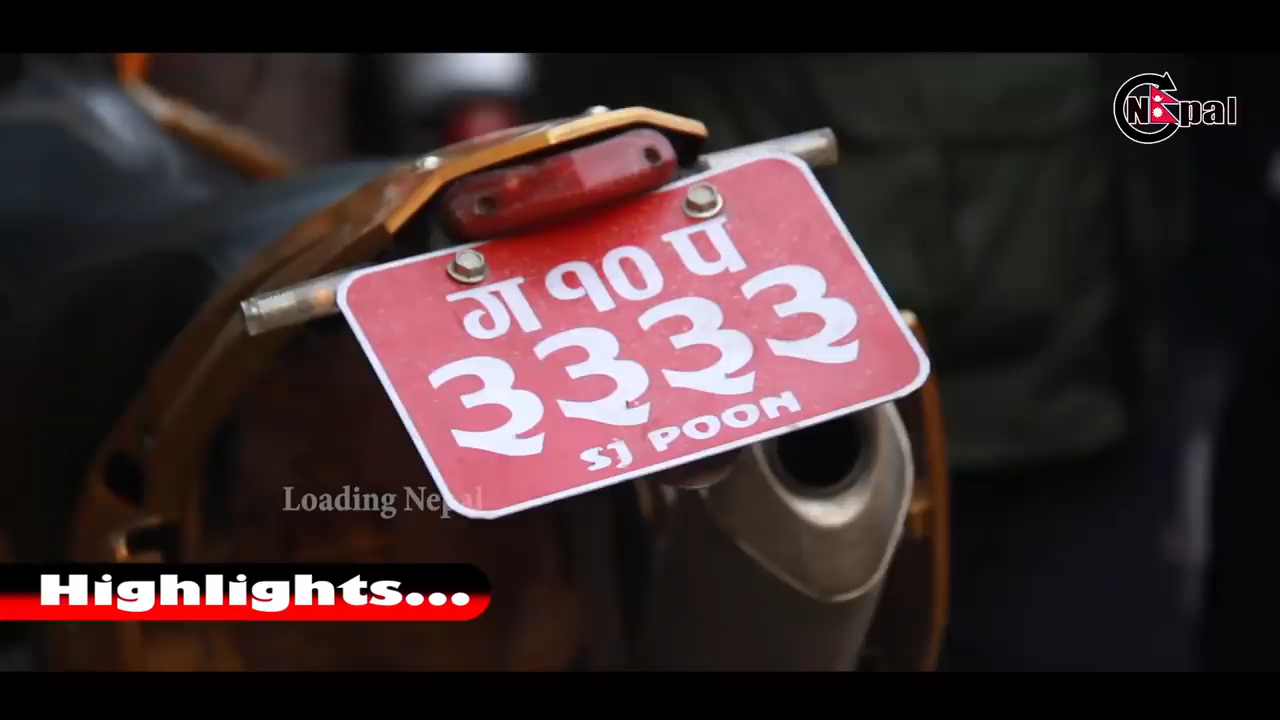 Nepal
ग १० प
३३३३
SJ POON
Loading Nepal
Highlights...